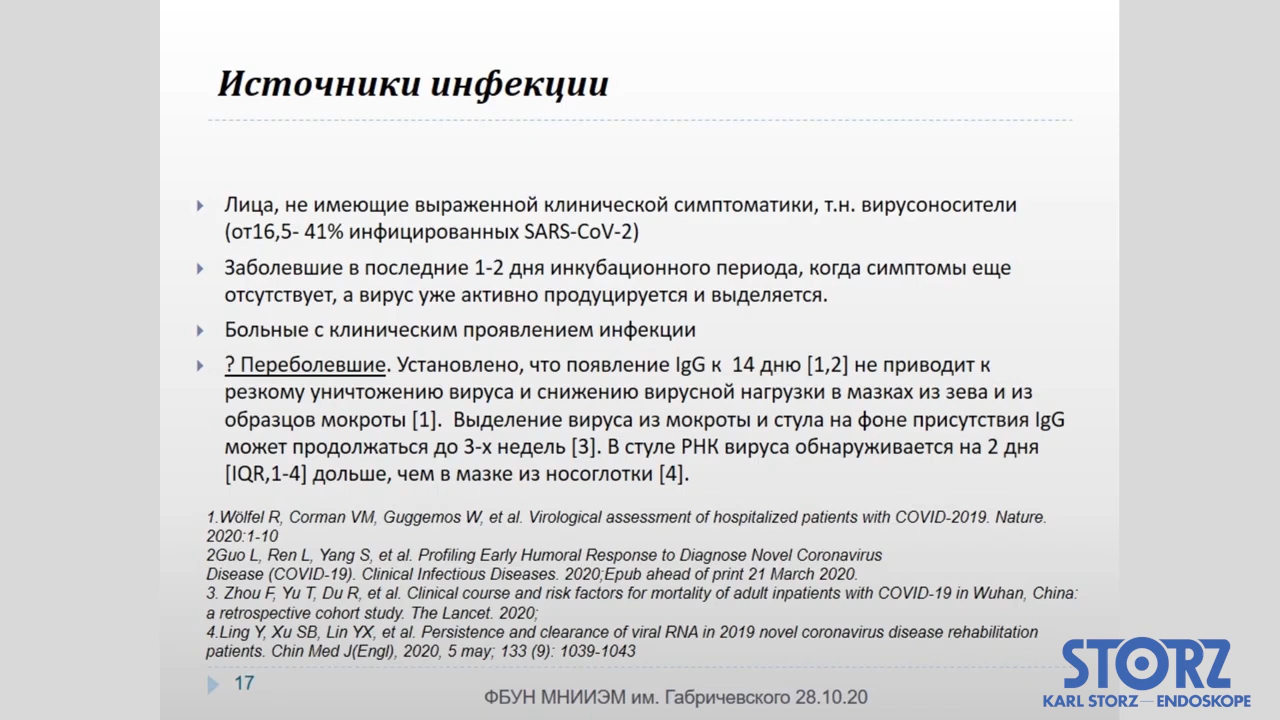 Источники инфекции
Лица, не имеющие выраженной клинической симптоматики, т.н. вирусоносители
(от16,5- 41% инфицированных SARS-CoV-2)
Заболевшие в последние 1-2 дня инкубационного периода, когда симптомы еще
отсутствует, а вирус уже активно продуцируется и выделяется.
Больные с клиническим проявлением инфекции
? Переболевшие. Установлено, что появление IgG к 14 дню [1,2] не приводит к
резкому уничтожению вируса и снижению вирусной нагрузки в мазках из зева и из
образцов мокроты [1]. Выделение вируса из мокроты и стула на фоне присутствия IgG
может продолжаться до 3-х недель [3]. В стуле РНК вируса обнаруживается на 2 дня
[IQR,1-4] дольше, чем в мазке из носоглотки [4].
1.Wölfel R, Corman VM, Guggemos W, et al. Virological assessment of hospitalized patients with COVID-2019. Nature.
2020:1-10
2Guo L, Ren L, Yang S, et al. Profiling Early Humoral Response to Diagnose Novel Coronavirus
Disease (COVID-19). Clinical Infectious Diseases. 2020;Epub ahead of print 21 March 2020.
3. Zhou F, Yu T, Du R, et al. Clinical course and risk factors for mortality of adult inpatients with COVID-19 in Wuhan, China:
a retrospective cohort study. The Lancet. 2020;
4.Ling Y, Xu SB, Lin YX, et al. Persistence and clearance of viral RNA in 2019 novel coronavirus disease rehabilitation
patients. Chin Med J(Engl), 2020, 5 may; 133 (9): 1039-1043
17
ФБУН МНИИЭМ им. Габричевского 28.10.20
STORZ
KARL STORZ—ENDOSKOPE